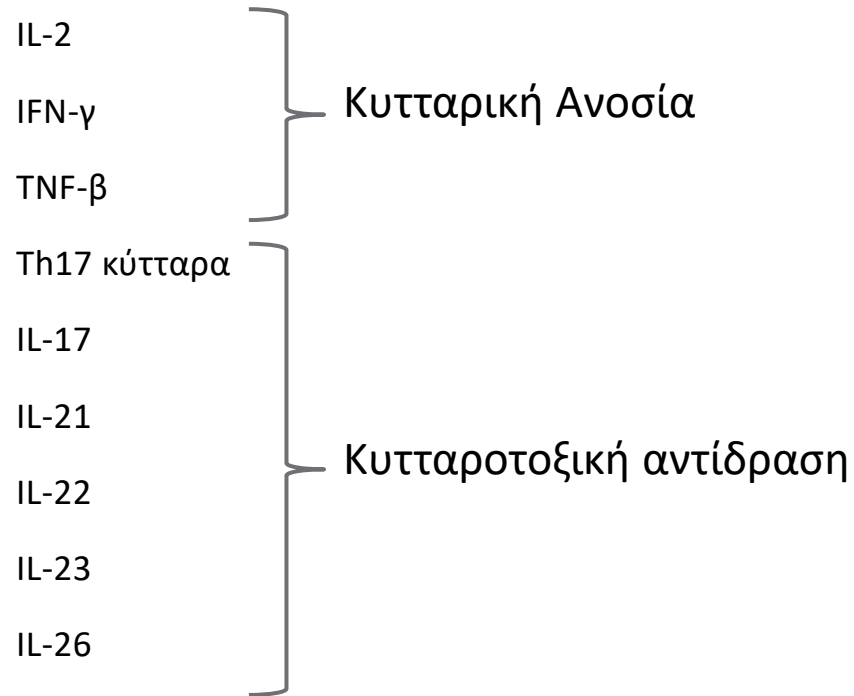 IL-2
IFN-γ
Κυτταρική Ανοσία
TNF-β
Th17 κύτταρα
IL-17
IL-21
Κυτταροτοξική αντίδραση
IL-22
IL-23
IL-26